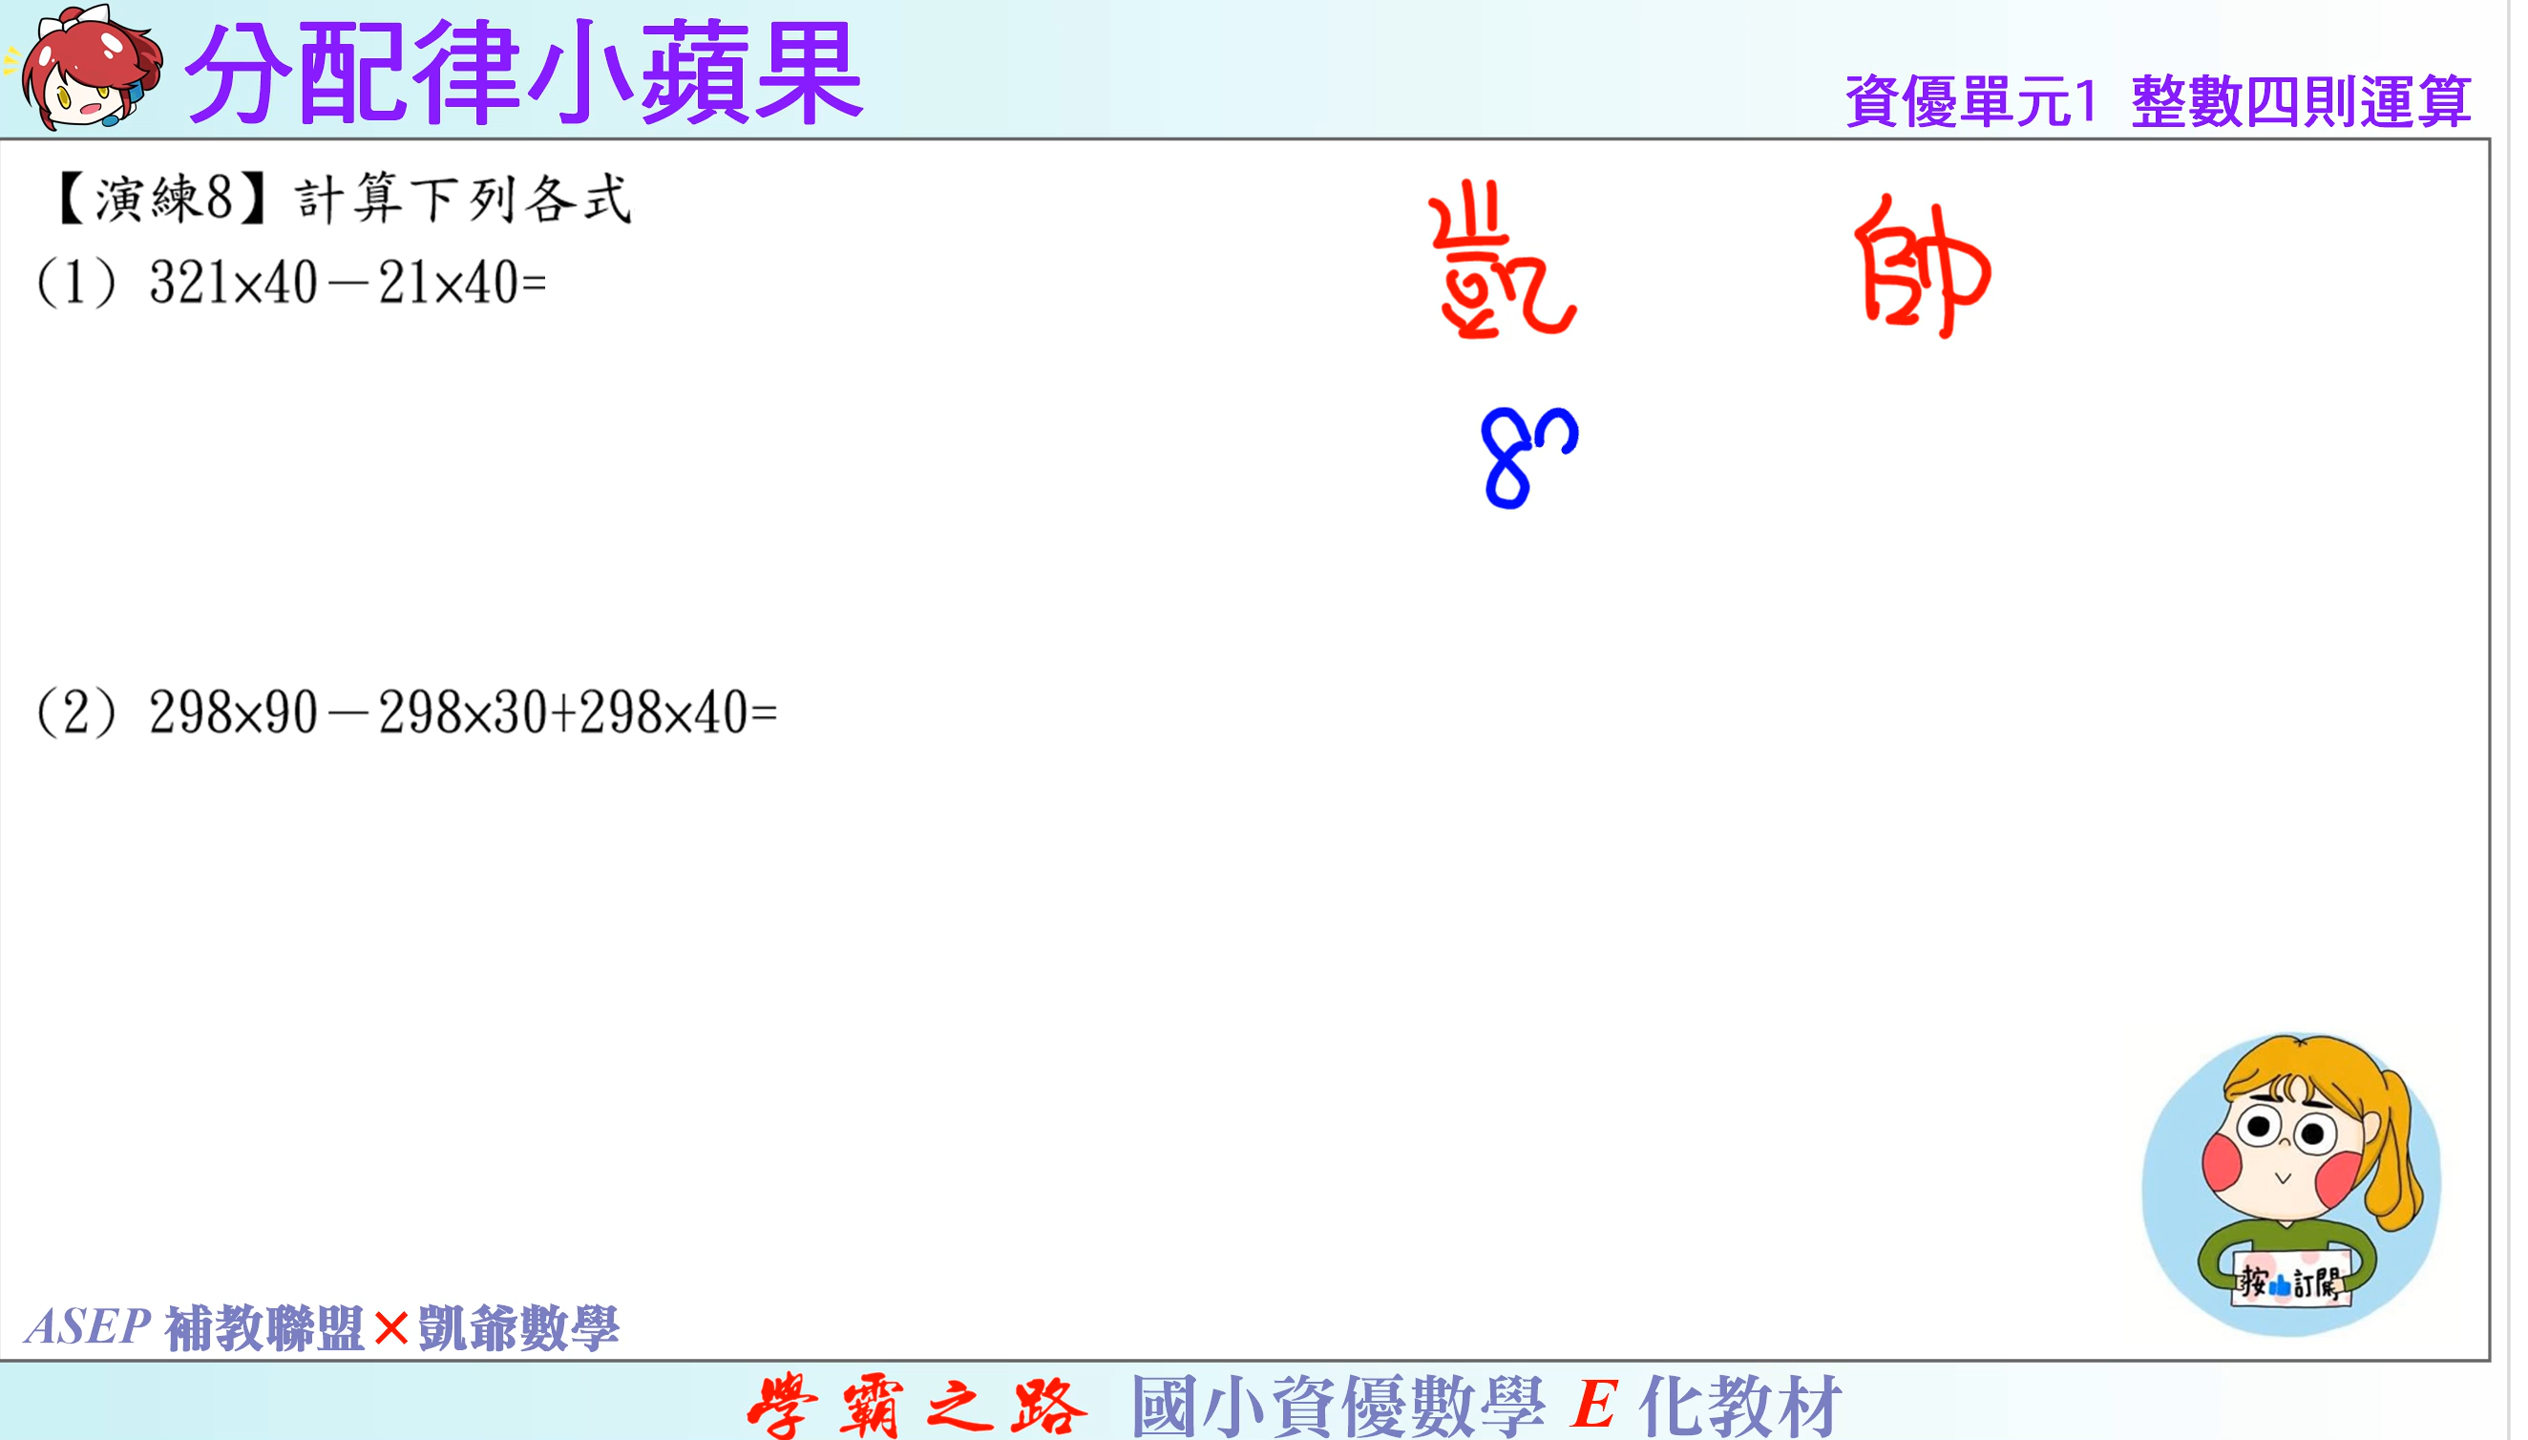 分配律小蘋果
資優單元1 整數四則運算
【演練8】計算下列各式
(1) 321×40－21×40=
凱 帥
8
(2) 298×90－298×30+298×40=
按 訂閱
ASEP 補教聯盟×凱爺數學
學霸之路 國小資優數學 E 化教材